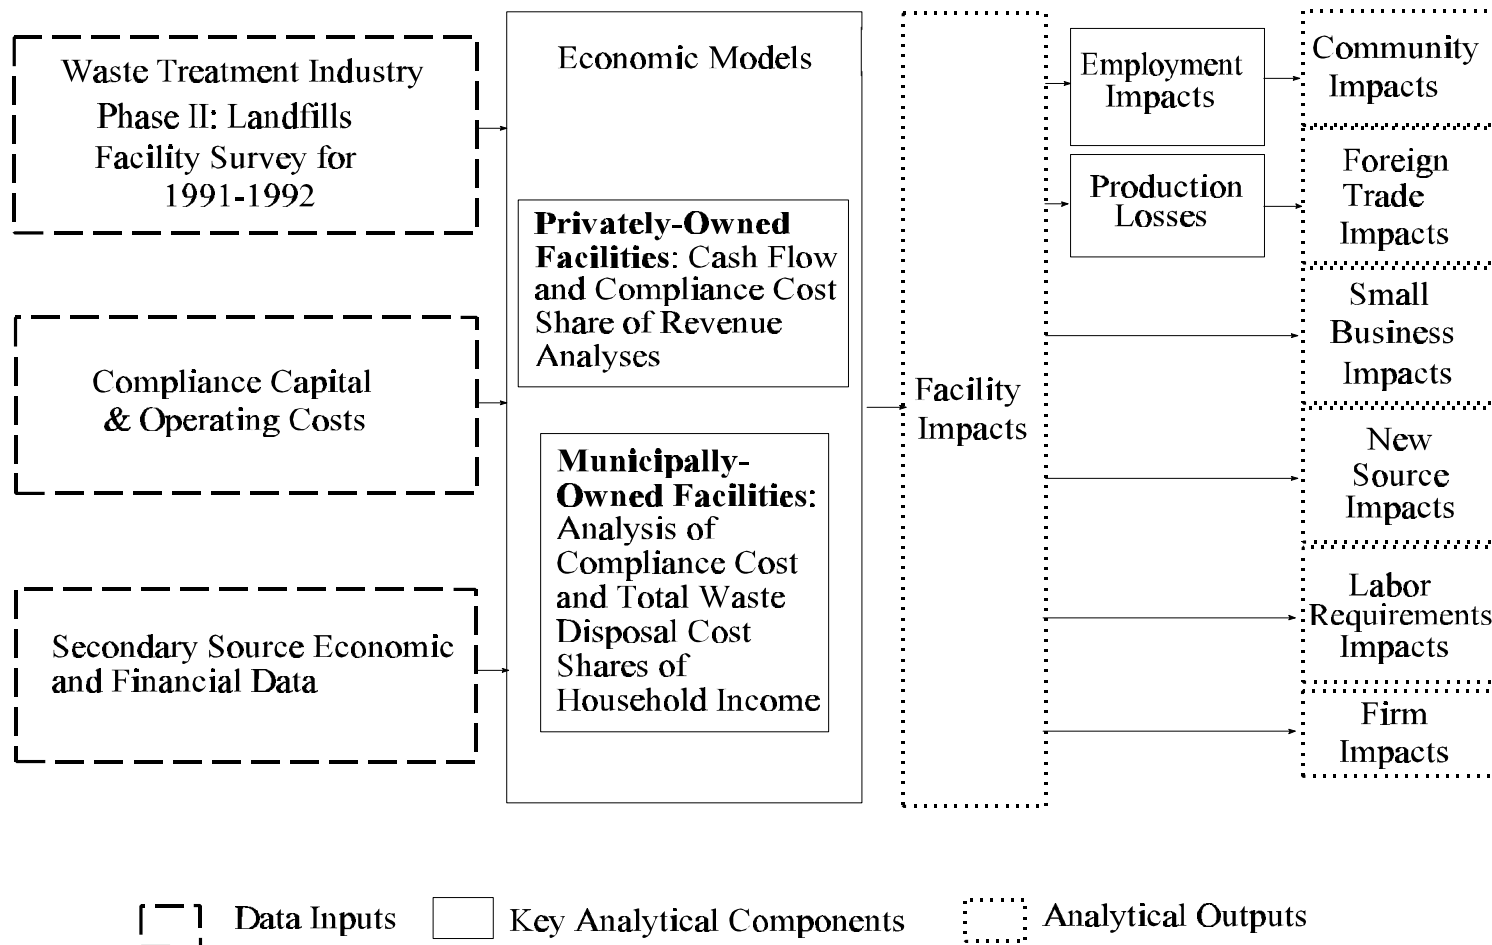 Waste Treatment Industry
Phase II: Landfills
Facility Survey for
1991-1992
Compliance Capital
& Operating Costs
Secondary Source Economic
and Financial Data
Economic Models
Privately-Owned
Facilities: Cash Flow
and Compliance Cost
Share of Revenue
Analyses
Municipally-
Owned Facilities:
Analysis of
Compliance Cost
and Total Waste
Disposal Cost
Shares of
Household Income
Facility
Impacts
Employment
Impacts
Production
Losses
Community
Impacts
Foreign
Trade
Impacts
Small
Business
Impacts
New
Source
Impacts
Labor
Requirements
Impacts
Firm
Impacts
Data Inputs
Key Analytical Components
Analytical Outputs